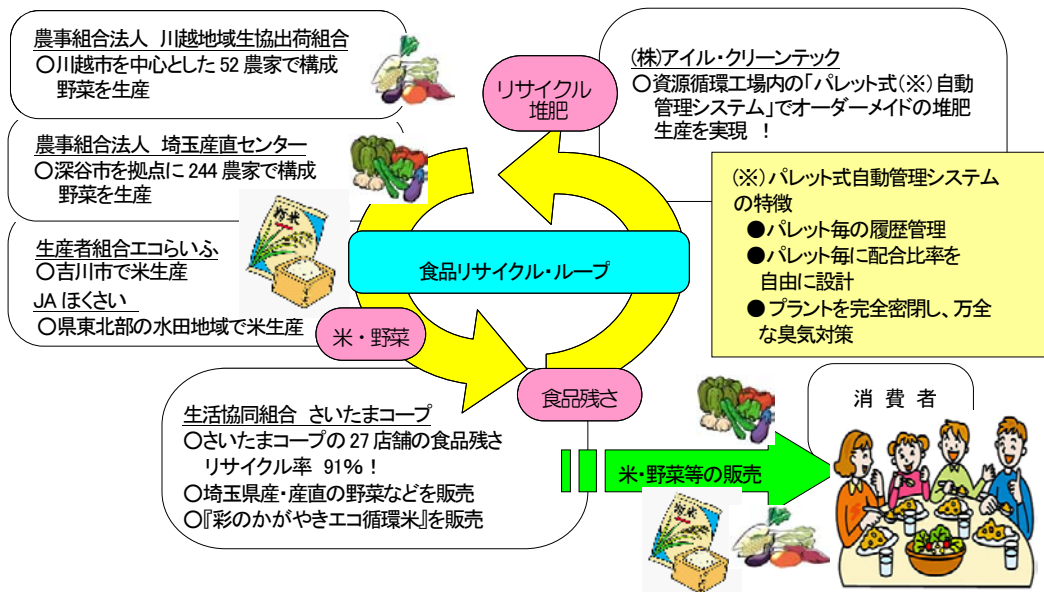 農事組合法人 川越地域生協出荷組合
○川越市を中心とした 52 農家で構成
野菜を生産
農事組合法人 埼玉産直センター
○深谷市を拠点に 244 農家で構成
野菜を生産
生産者組合エコらいふ
○吉川市で米生産
JA ほくさい
○県東北部の水田地域で米生産
リサイクル
堆肥
(株)アイル・クリーンテック
○資源循環工場内の「パレット式(※)自動
管理システム」でオーダーメイドの堆肥
生産を実現 !
(※)パレット式自動管理システム
の特徴
●パレット毎の履歴管理
●パレット毎に配合比率を
自由に設計
●プラントを完全密閉し、万全
な臭気対策
食品リサイクル・ループ
米・野菜
食品残さ
生活協同組合 さいたまコープ
○さいたまコープの 27 店舗の食品残さ
リサイクル率 91%!
○埼玉県産・産直の野菜などを販売
○『彩のかがやきエコ循環米』を販売
米・野菜等の販売
消 費 者
新米
新米